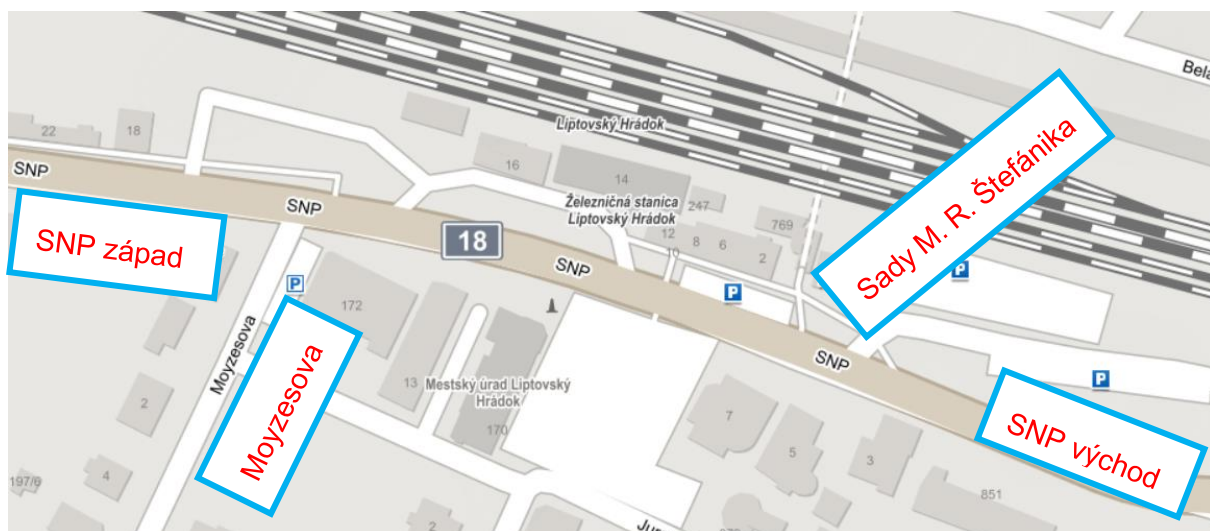 Bela
22
18
Liptovský Hrádok
16
14
SNP
SNP
Železničná stanica
Liptovský Hrádok
247
769
12
10
8
6
2
Sady M. R. Štefánika
SNP západ
18
SNP
P
172
P
P
SNP
P
Moyzesova
Moyzesova
13
Mestský úrad Liptovský
Hrádok
170
2
7
5
3
SNP východ
4
197/6
851
2
Jur